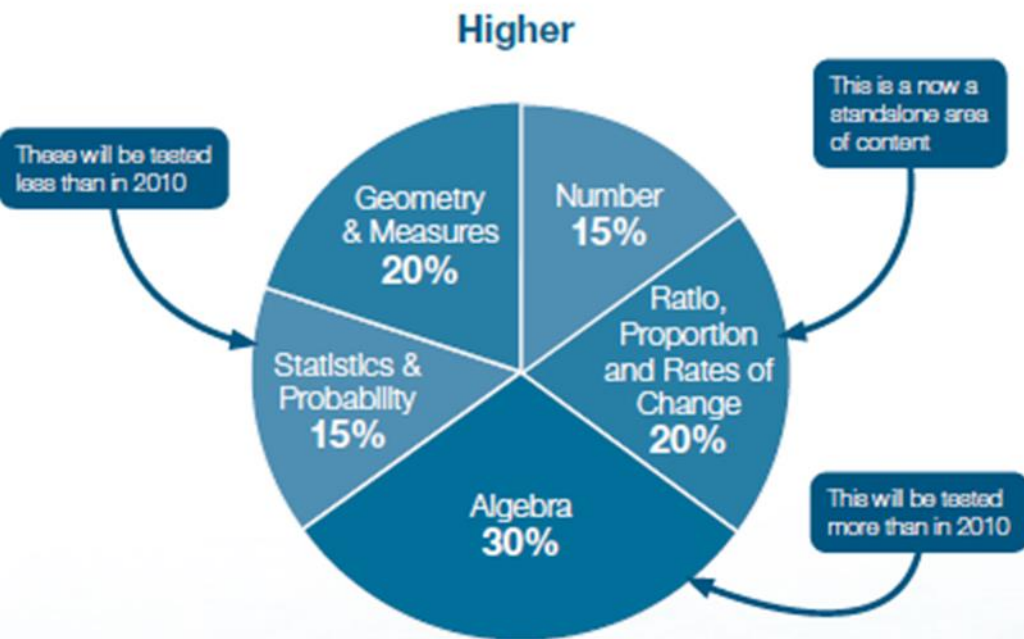 Higher
This is a now a
standalone area
of content
These will be tested
less than in 2010
Geometry
& Measures
20%
Number
15%
Ratio,
Proportion
and Rates of
Change
20%
Statistics &
Probability
15%
Algebra
30%
This will be tested
more than in 2010